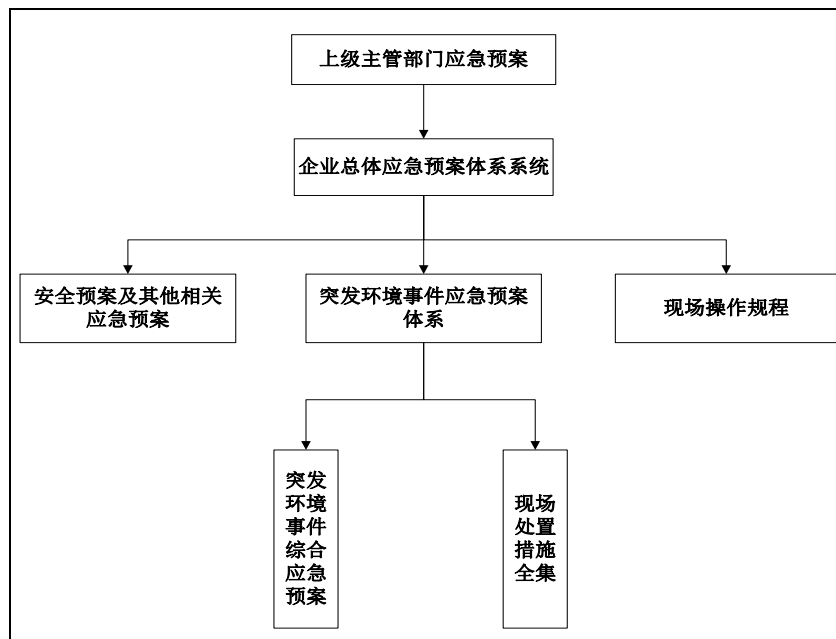 上级主管部门应急预案
企业总体应急预案体系系统
安全预案及其他相关
应急预案
突发环境事件应急预案
体系
现场操作规程
突发
环境
事件
综合
应急
预案
现场
处置
措施
全集